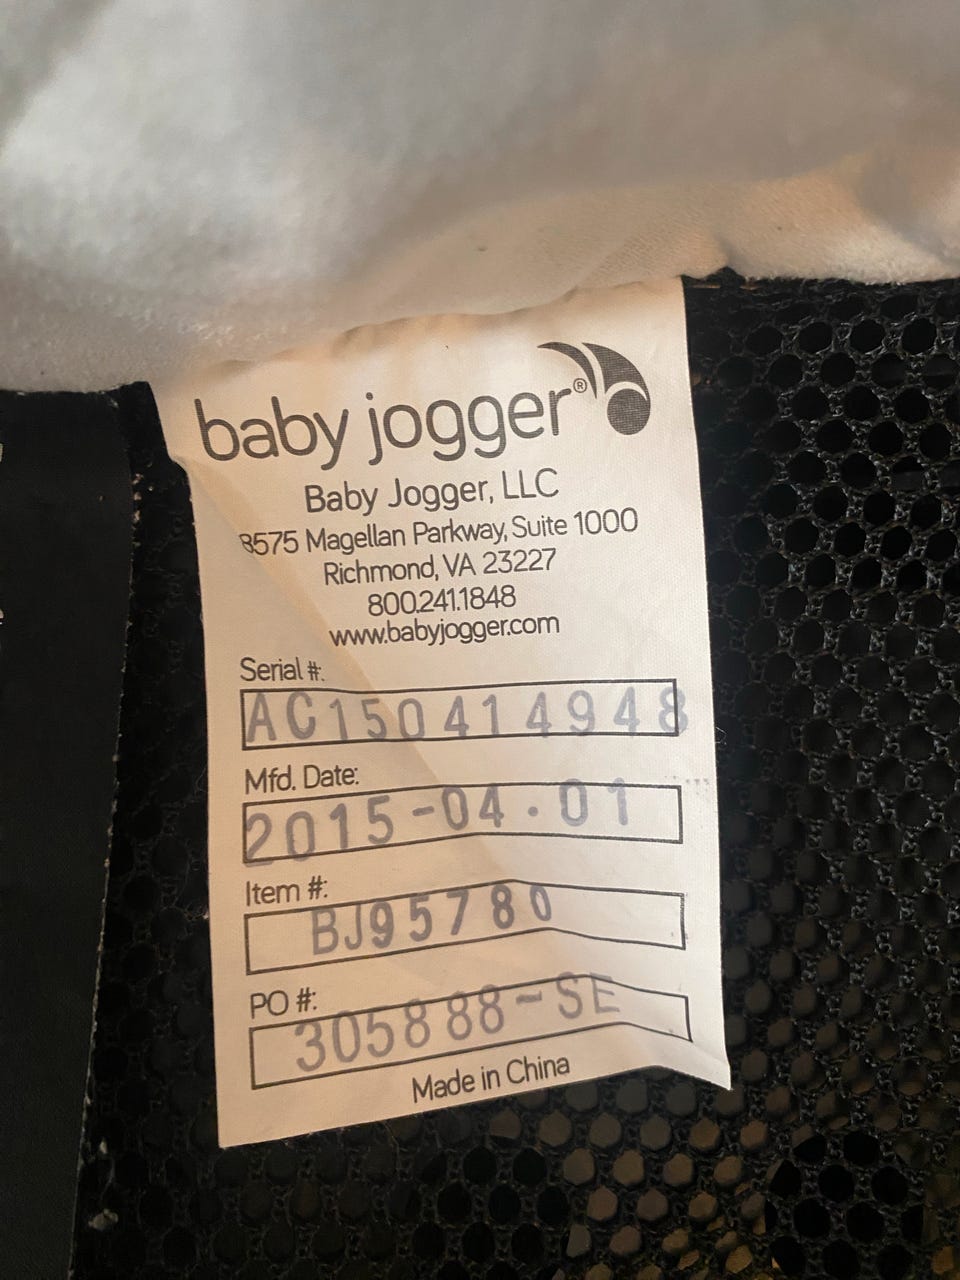 baby jogger®
Baby Jogger, LLC
8575 Magellan Parkway, Suite 1000
Richmond, VA 23227
800.241.1848
www.babyjogger.com
Serial #:
AC150414948
Mfd. Date:
2015-04.01
Item #:
BJ95780
PO #:
305888-SE
Made in China